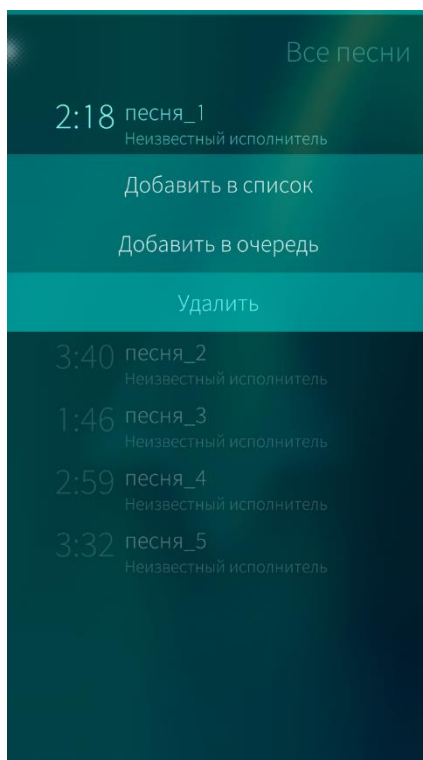 Все песни
2:18 песня_1
Неизвестный исполнитель
Добавить в список
Добавить в очередь
Удалить
3:40 песня_2
Неизвестный исполнитель
1:46 песня_3
Неизвестный исполнитель
2:59 песня_4
Неизвестный исполнитель
3:32 песня_5
Неизвестный исполнитель